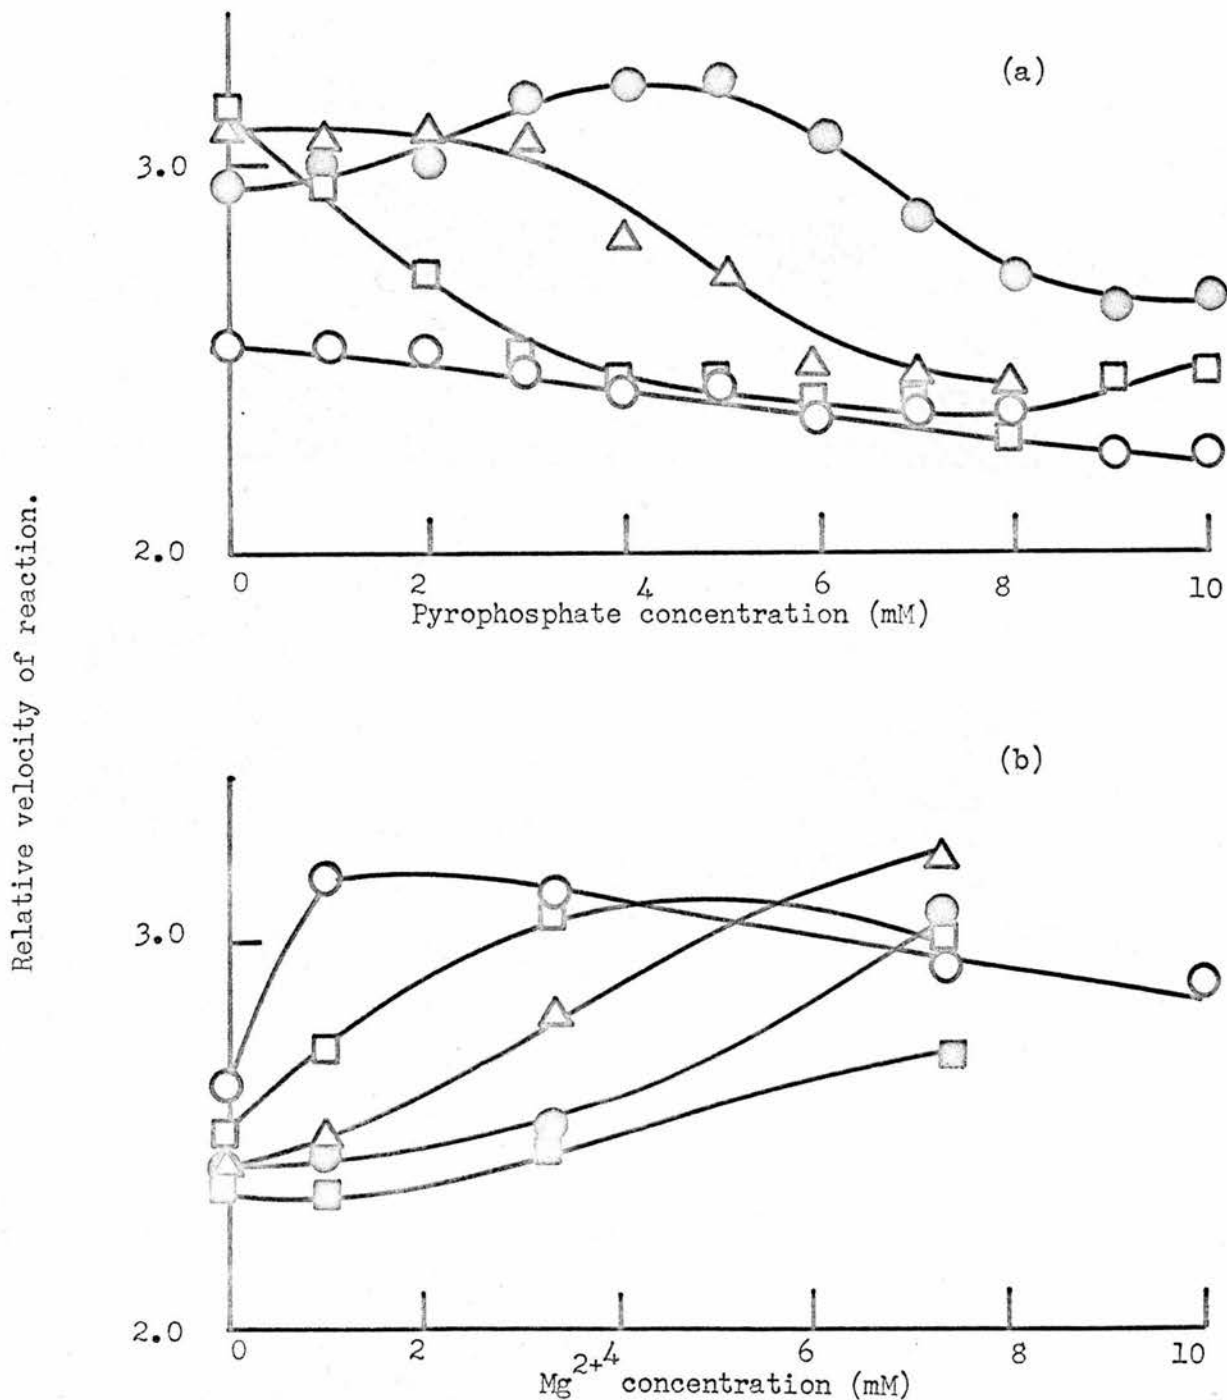 (a)
3.0
2.0
0 2 4 6 8 10
Pyrophosphate concentration (mM)
Relative velocity of reaction.
(b)
3.0
2.0
0 2 4 6 8 10
Mg2+ concentration (mM)